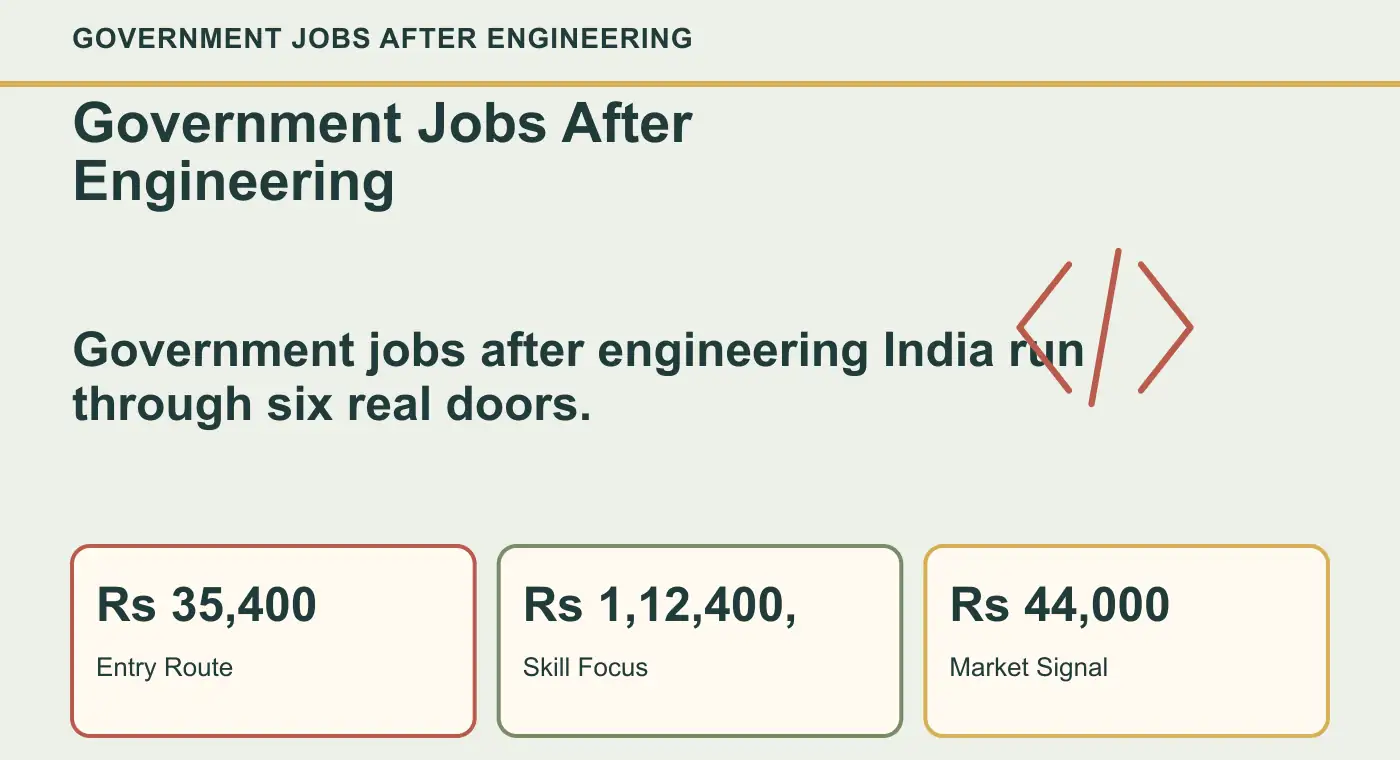 GOVERNMENT JOBS AFTER ENGINEERING
Government Jobs After
Engineering
Government jobs after engineering India run
through six real doors.
Rs 35,400
Entry Route
Rs 1,12,400,
Skill Focus
Rs 44,000
Market Signal